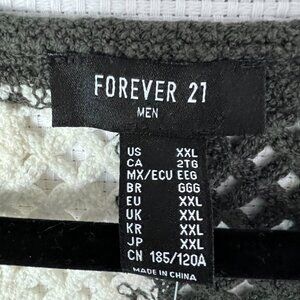 FOREVER 21
MEN
US XXL
CA 2TG
MX/ECU EEG
BR GGG
EU XXL
UK XXL
KR XXL
JP XXL
CN 185/120A
MADE IN CHINA